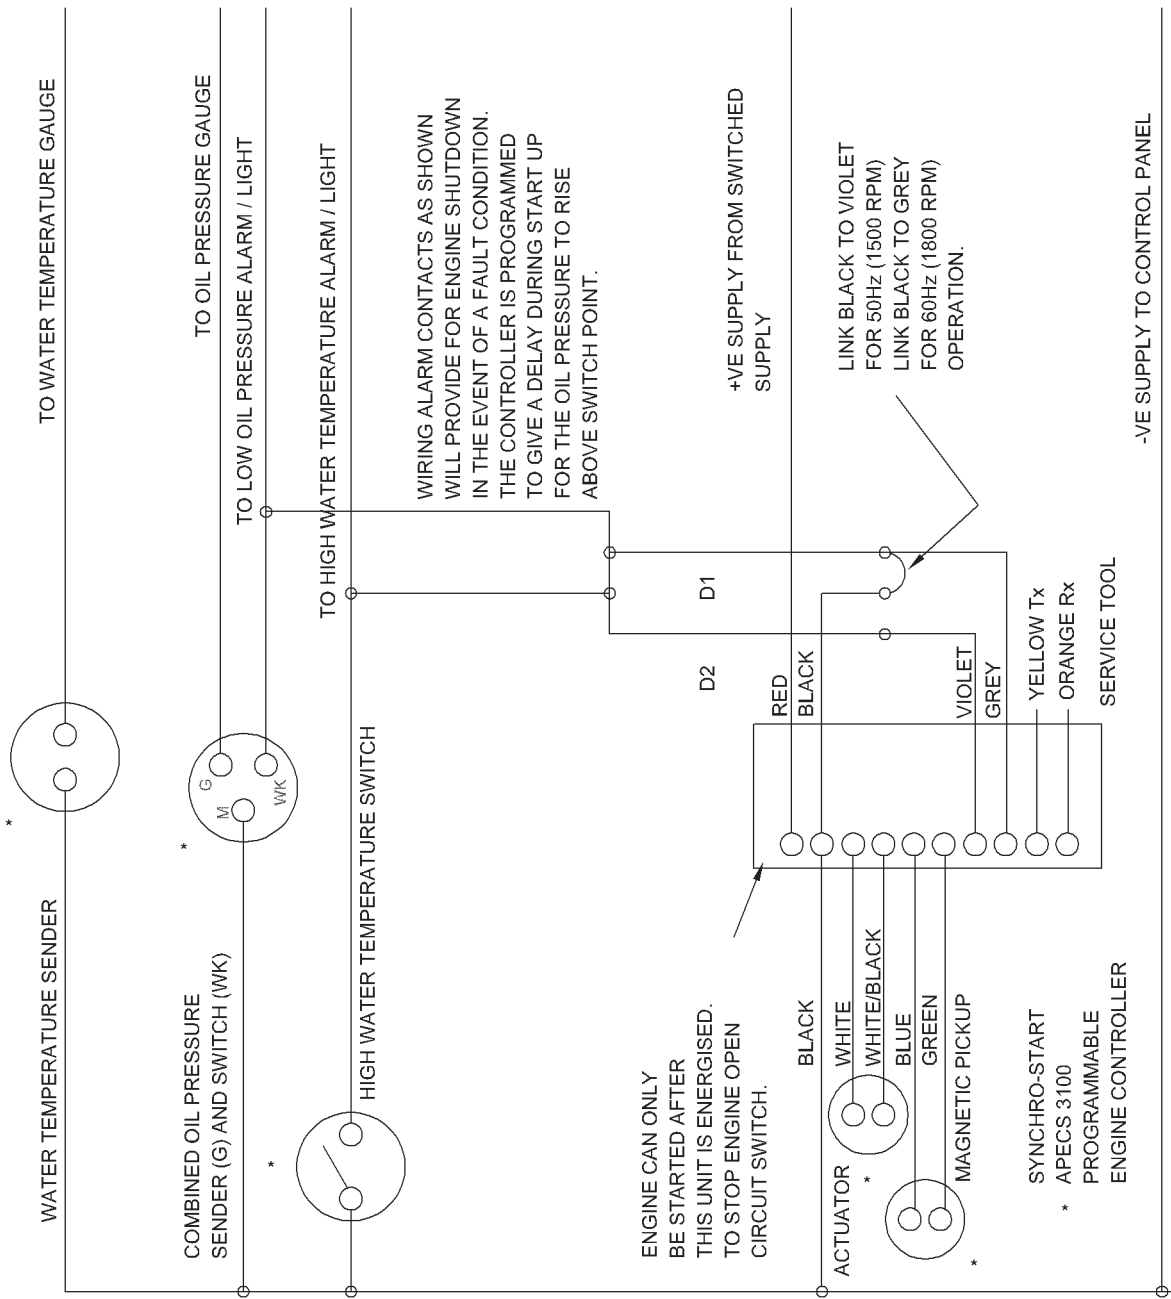 TO WATER TEMPERATURE GAUGE
WATER TEMPERATURE SENDER
*
TO OIL PRESSURE GAUGE
TO LOW OIL PRESSURE ALARM / LIGHT
G
M
WK
*
COMBINED OIL PRESSURE
SENDER (G) AND SWITCH (WK)
TO HIGH WATER TEMPERATURE ALARM / LIGHT
HIGH WATER TEMPERATURE SWITCH
*
WIRING ALARM CONTACTS AS SHOWN
WILL PROVIDE FOR ENGINE SHUTDOWN
IN THE EVENT OF A FAULT CONDITION.
THE CONTROLLER IS PROGRAMMED
TO GIVE A DELAY DURING START UP
FOR THE OIL PRESSURE TO RISE
ABOVE SWITCH POINT.
ENGINE CAN ONLY
BE STARTED AFTER
THIS UNIT IS ENERGISED.
TO STOP ENGINE OPEN
CIRCUIT SWITCH.
D2
D1
+VE SUPPLY FROM SWITCHED
SUPPLY
RED
BLACK
LINK BLACK TO VIOLET
FOR 50Hz (1500 RPM)
LINK BLACK TO GREY
FOR 60Hz (1800 RPM)
OPERATION.
VIOLET
GREY
YELLOW Tx
ORANGE Rx
SERVICE TOOL
BLACK
WHITE
WHITE/BLACK
BLUE
GREEN
ACTUATOR
*
MAGNETIC PICKUP
*
SYNCHRO-START
* APECS 3100
PROGRAMMABLE
ENGINE CONTROLLER
-VE SUPPLY TO CONTROL PANEL